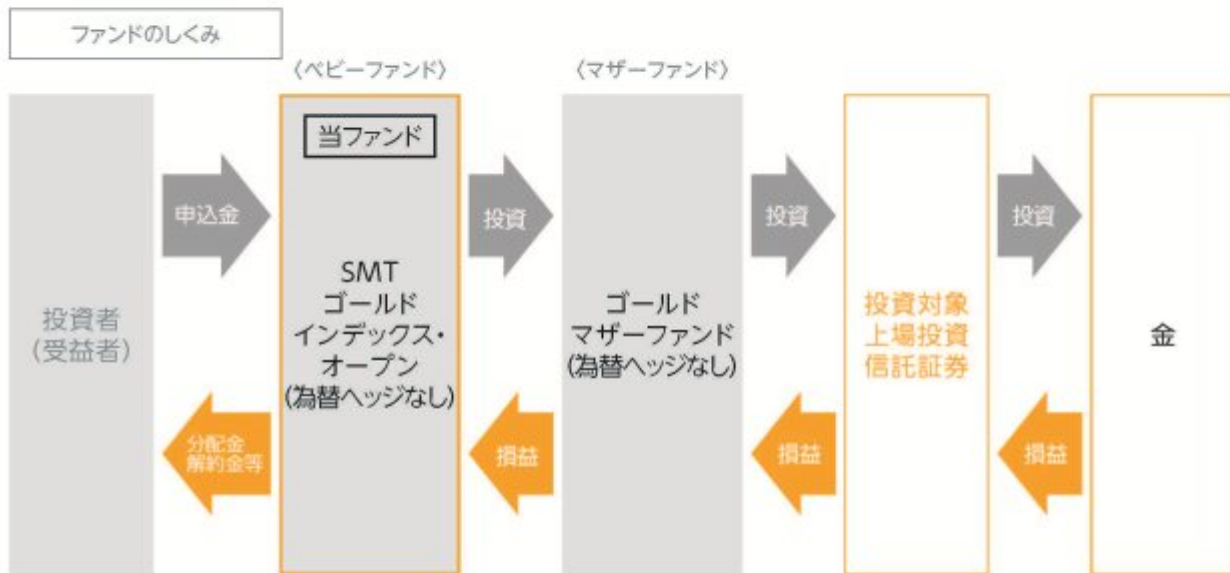 ファンドのしくみ
〈ベビーファンド〉
〈マザーファンド〉
当ファンド
申込金
投資
投資
投資
投資者
(受益者)
SMT
ゴールド
インデックス・
オープン
(為替ヘッジなし)
ゴールド
マザーファンド
(為替ヘッジなし)
投資対象
上場投資
信託証券
金
分配金
解約金等
損益
損益
損益